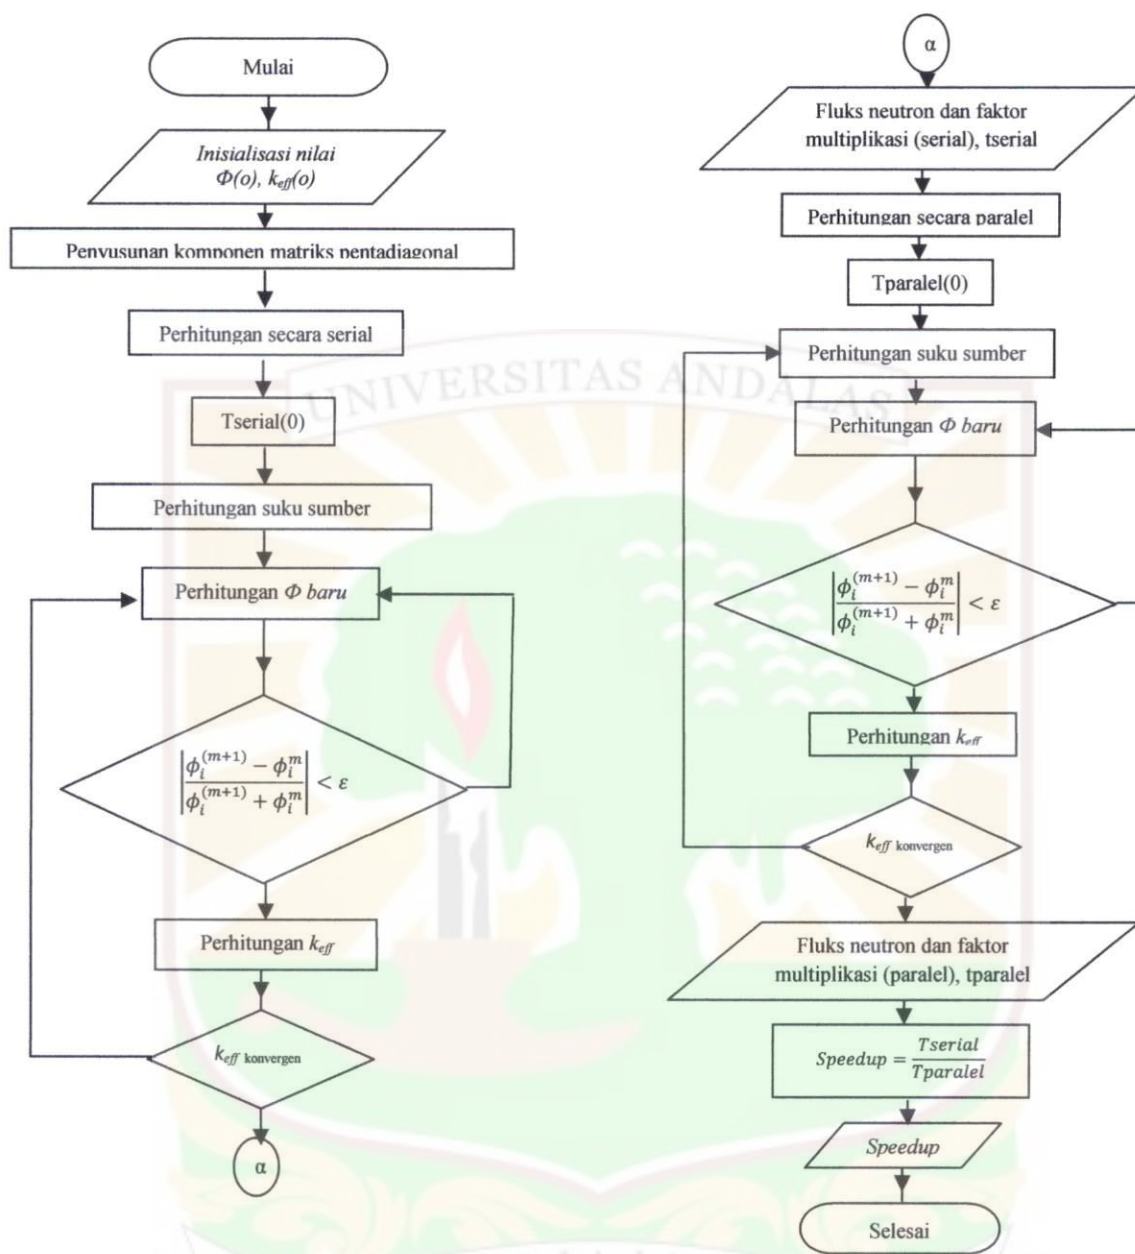 Mulai
Inisialisasi nilai
Φ(o), k_eff(o)
Penyusunan komponen matriks pentadiagonal
Perhitungan secara serial
Tserial(0)
Perhitungan suku sumber
Perhitungan Φ baru
|ϕ_i^(m+1) − ϕ_i^m / ϕ_i^(m+1) + ϕ_i^m| < ε
Perhitungan k_eff
k_eff konvergen
α
α
Fluks neutron dan faktor
multiplikasi (serial), tserial
Perhitungan secara paralel
Tparalel(0)
Perhitungan suku sumber
Perhitungan Φ baru
|ϕ_i^(m+1) − ϕ_i^m / ϕ_i^(m+1) + ϕ_i^m| < ε
Perhitungan k_eff
k_eff konvergen
Fluks neutron dan faktor
multiplikasi (paralel), tparalel
Speedup = Tserial / Tparalel
Speedup
Selesai
UNIVERSITAS ANDALAS